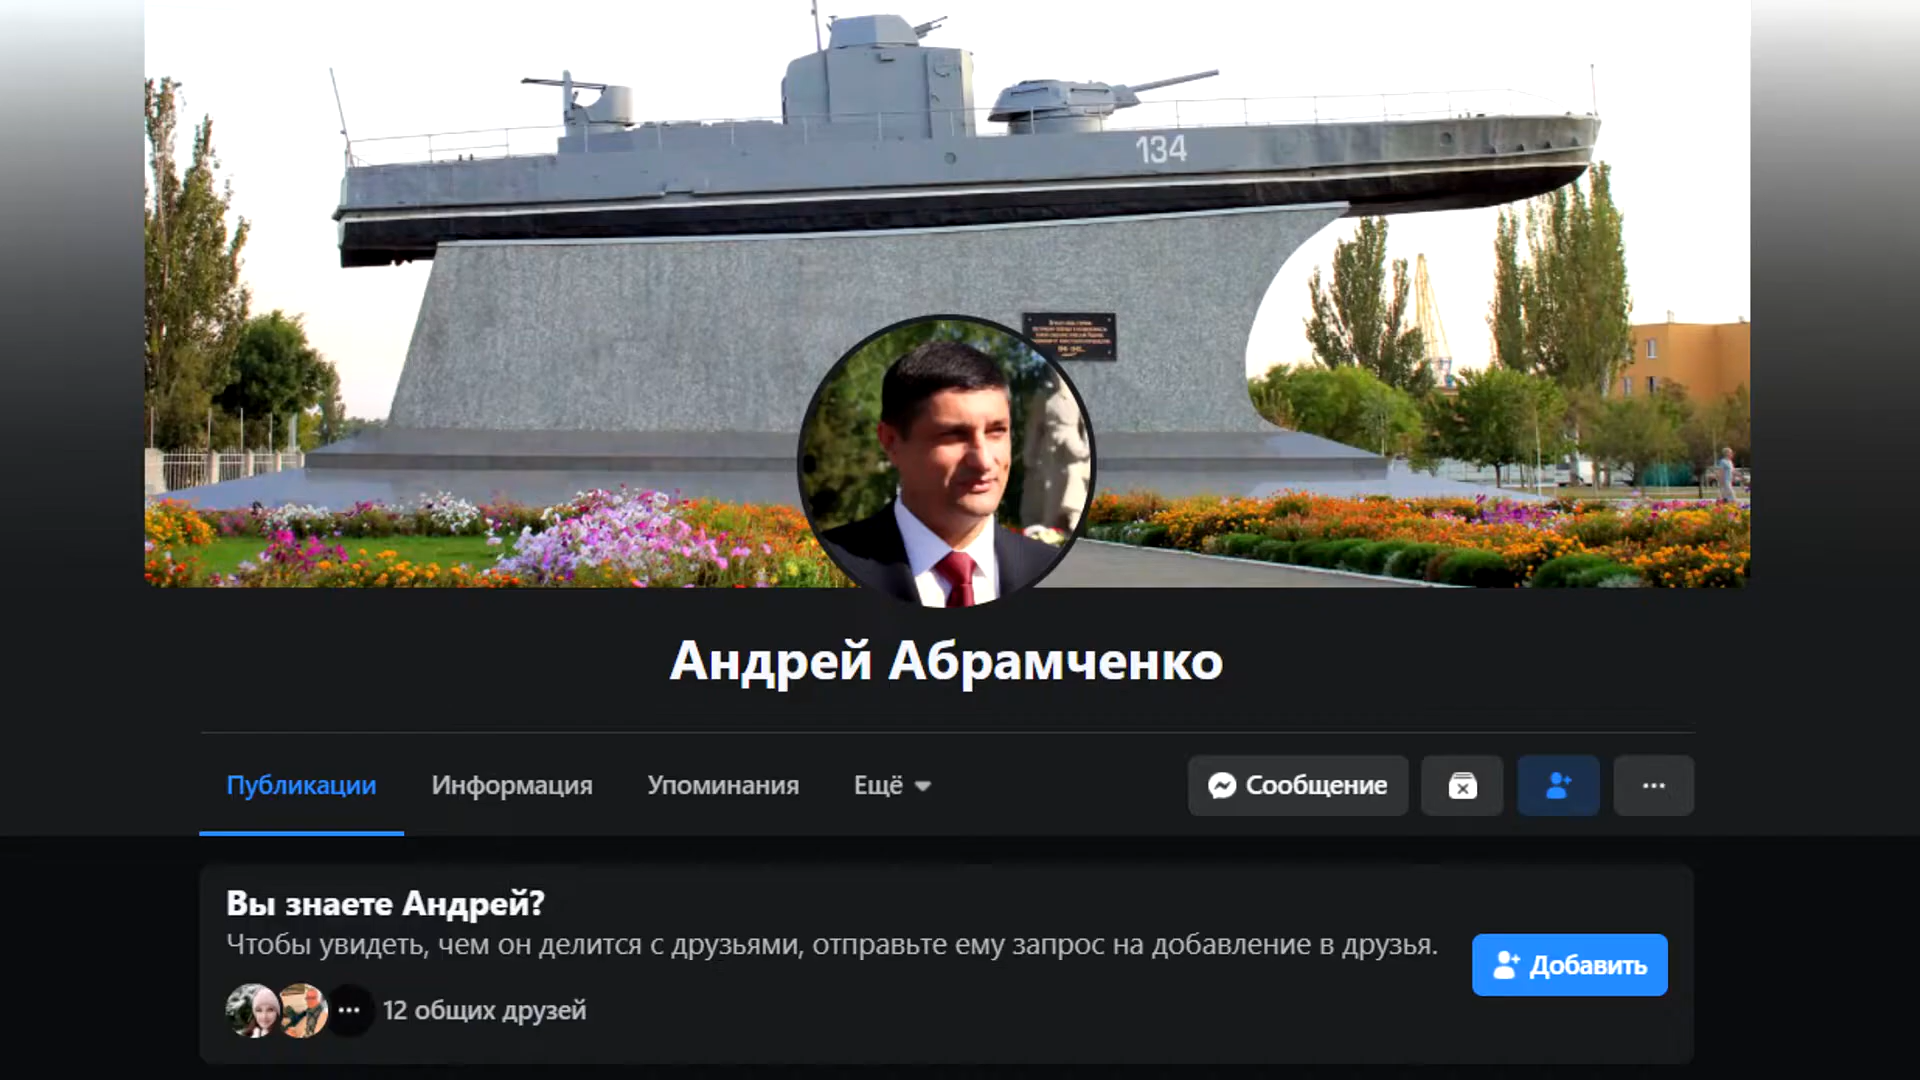 134
Андрей Абрамченко
Публикации
Информация
Упоминания
Ещё
Сообщение
Вы знаете Андрей?
Чтобы увидеть, чем он делится с друзьями, отправьте ему запрос на добавление в друзья.
Добавить
12 общих друзей